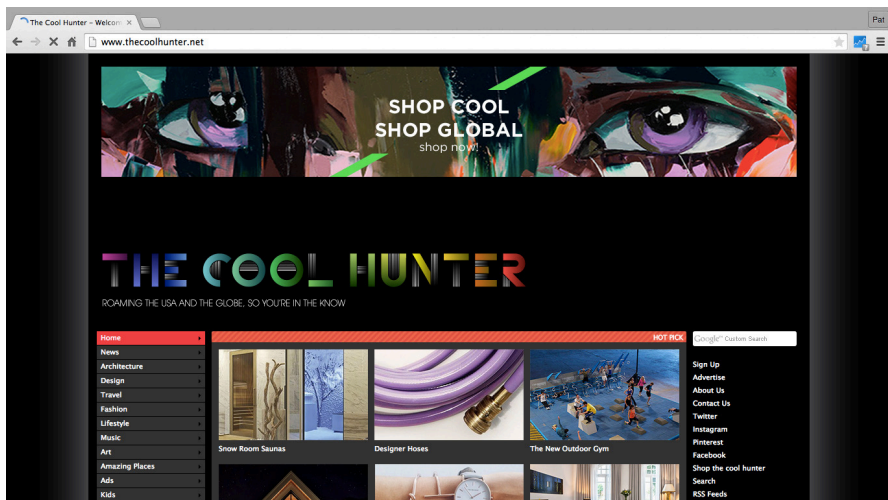 The Cool Hunter – Welcom
Pat
www.thecoolhunter.net
SHOP COOL
SHOP GLOBAL
shop now!
THE COOL HUNTER
ROAMING THE USA AND THE GLOBE, SO YOU'RE IN THE KNOW
Home
News
Architecture
Design
Travel
Fashion
Lifestyle
Music
Art
Amazing Places
Ads
Kids
HOT PICK
Snow Room Saunas
Designer Hoses
The New Outdoor Gym
Google™ Custom Search
Sign Up
Advertise
About Us
Contact Us
Twitter
Instagram
Pinterest
Facebook
Shop the cool hunter
Search
RSS Feeds